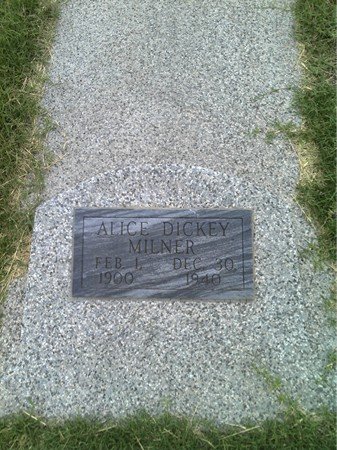 ALICE DICKEY
MILNER
FEB. 1, DEC. 30,
1900 1940